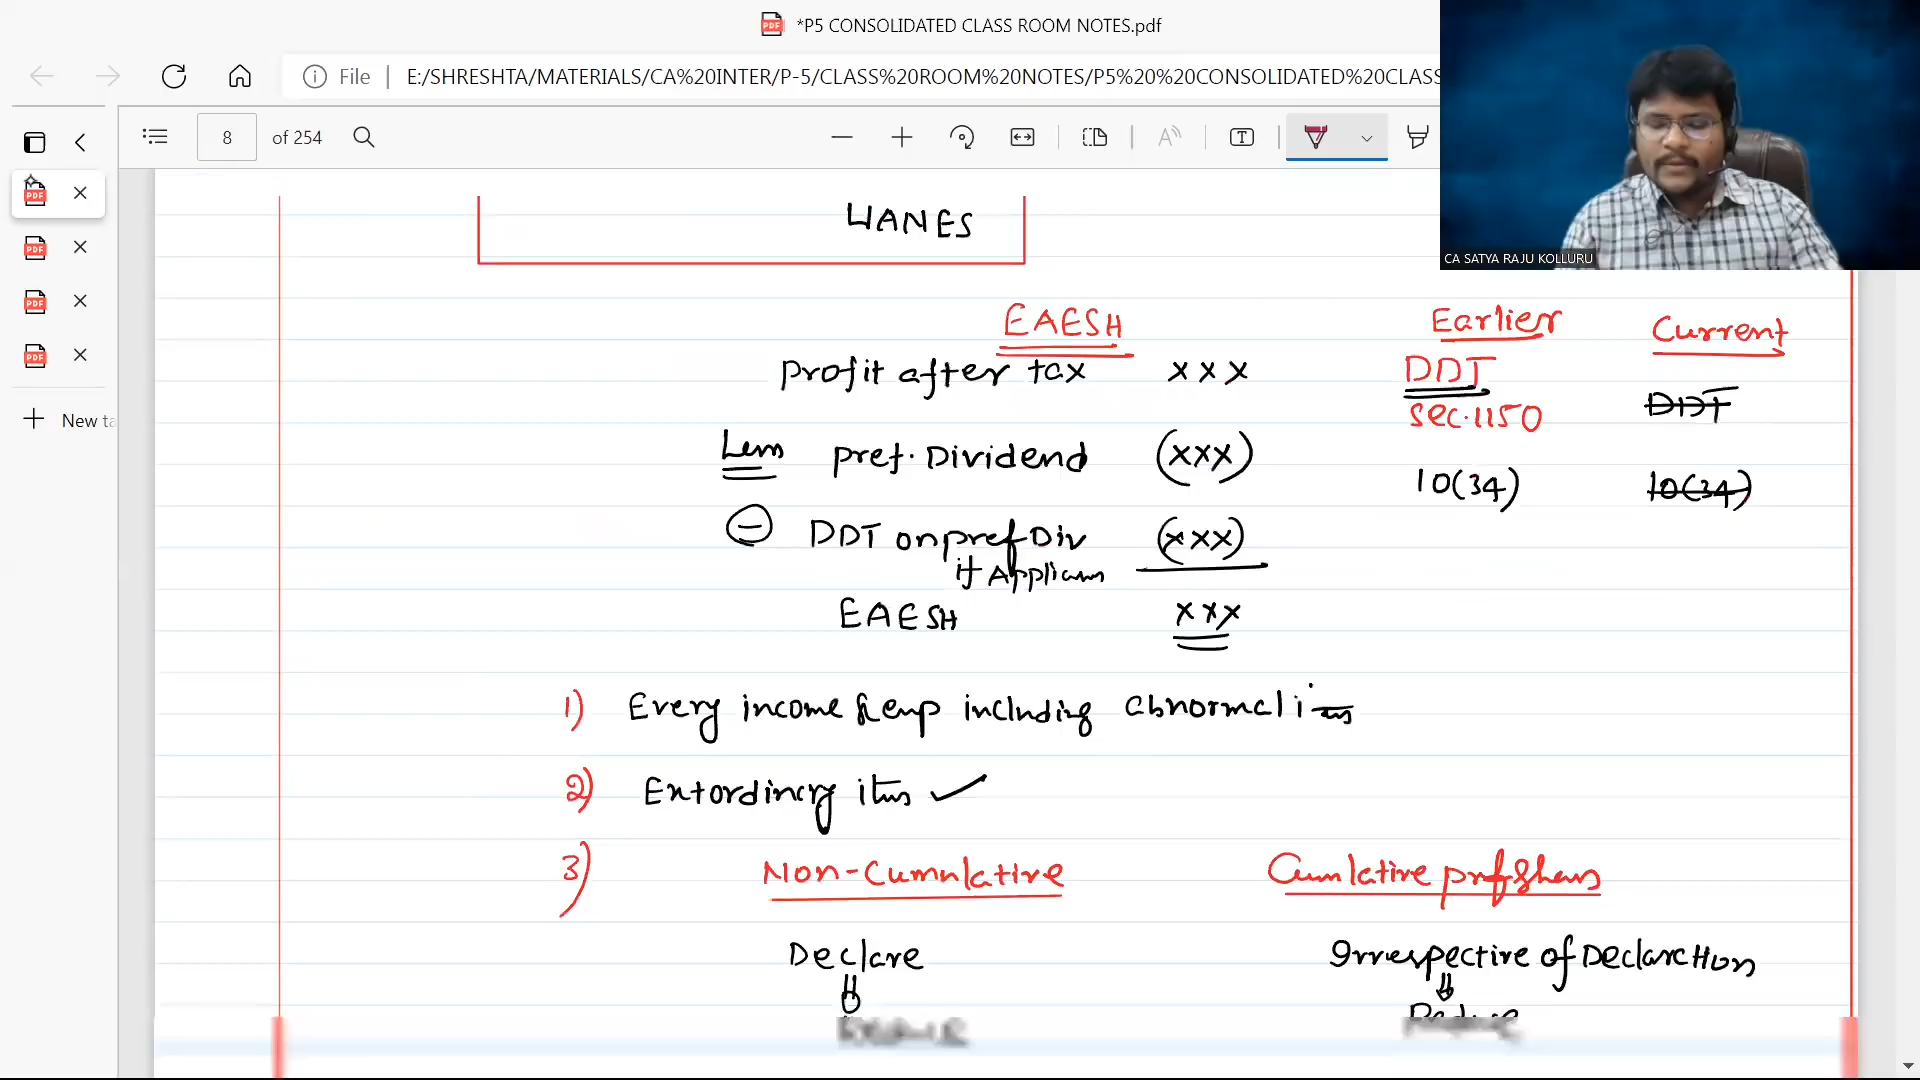 *P5 CONSOLIDATED CLASS ROOM NOTES.pdf
File E:/SHRESHTA/MATERIALS/CA%20INTER/P-5/CLASS%20ROOM%20NOTES/P5%20%20CONSOLIDATED%20CLASS
8 of 254
CA SATYA RAJU KOLLURU
New ta
WANES
EAESH
Earlier Current
Profit after tax xxx
DDT DDT
Sec.115O
Less Pref. Dividend (xxx)
10(34) 10(34)
(-) DDT on pref Div (xxx)
if
EAESH xxx
1) Every income & exp including
2) Extordinary items ✓
3) Non-Cumulative Cumlative pref Shares
Declare Irrespective of Declaration